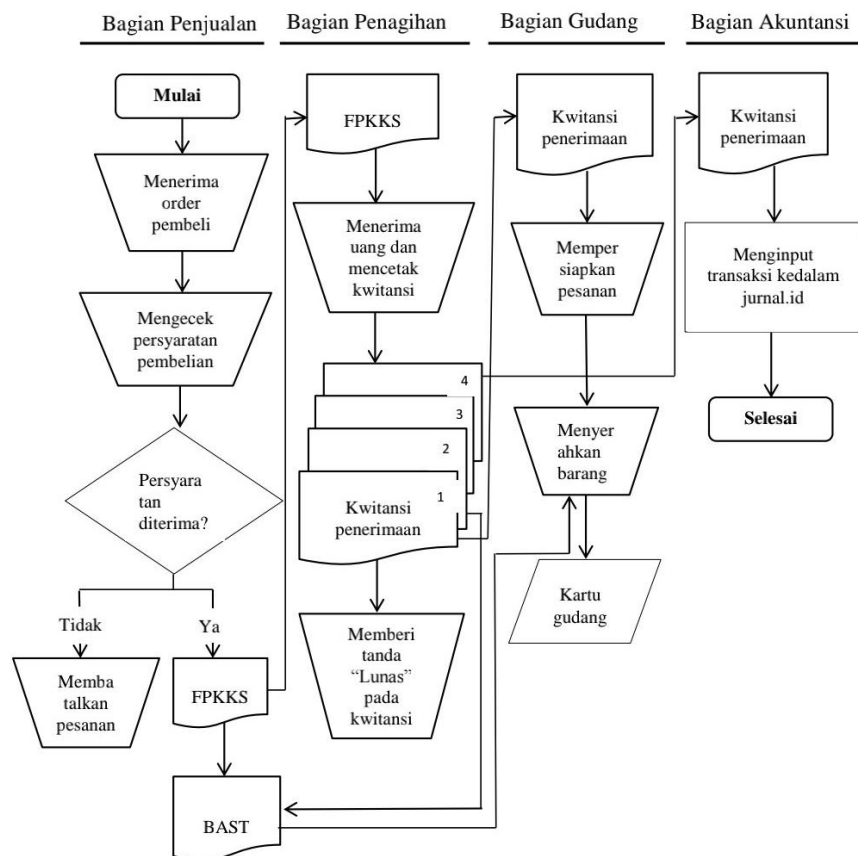 Bagian Penjualan
Bagian Penagihan
Bagian Gudang
Bagian Akuntansi
Mulai
Menerima
order
pembeli
Mengecek
persyaratan
pembelian
Persyara
tan
diterima?
Tidak
Ya
Memba
talkan
pesanan
FPKKS
BAST
FPKKS
Menerima
uang dan
mencetak
kwitansi
4
3
2
1
Kwitansi
penerimaan
Memberi
tanda
“Lunas”
pada
kwitansi
Kwitansi
penerimaan
Memper
siapkan
pesanan
Menyer
ahkan
barang
Kartu
gudang
Kwitansi
penerimaan
Menginput
transaksi kedalam
jurnal.id
Selesai